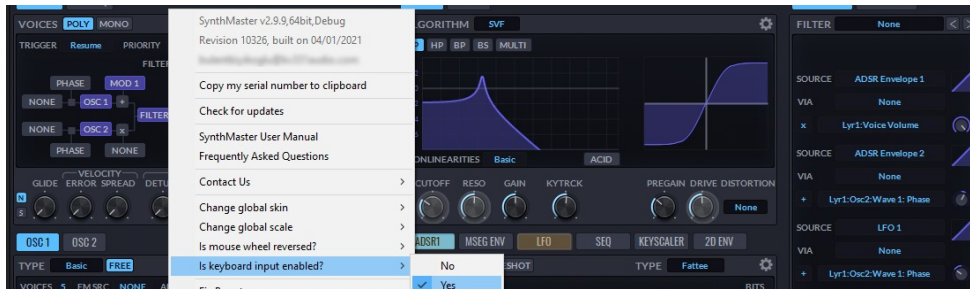 VOICES POLY MONO
TRIGGER Resume PRIORITY
FILTE
PHASE MOD 1
NONE OSC 1 +
FILTER
NONE OSC 2 x
PHASE NONE
VELOCITY
GLIDE ERROR SPREAD DETU
N
S
OSC 1 OSC 2
TYPE Basic FREE
VOICES 5 EM SRC NONE
SynthMaster v2.9.9,64bit,Debug
Revision 10326, built on 04/01/2021
Copy my serial number to clipboard
Check for updates
SynthMaster User Manual
Frequently Asked Questions
Contact Us >
Change global skin >
Change global scale >
Is mouse wheel reversed? >
Is keyboard input enabled? >
No
Yes
LGORITHM SVF
HP BP BS MULTI
ONLINEARITIES Basic ACID
CUTOFF RESO GAIN KYTRCK PREGAIN DRIVE DISTORTION
None
ADSR1 MSEG ENV LFO SEQ KEYSCALER 2D ENV
SHOT TYPE Fattee
BITS
FILTER None < >
SOURCE ADSR Envelope 1
VIA None
x Lyr1:Voice Volume
SOURCE ADSR Envelope 2
VIA None
+ Lyr1:Osc2:Wave 1: Phase
SOURCE LFO 1
VIA None
+ Lyr1:Osc2:Wave 1: Phase